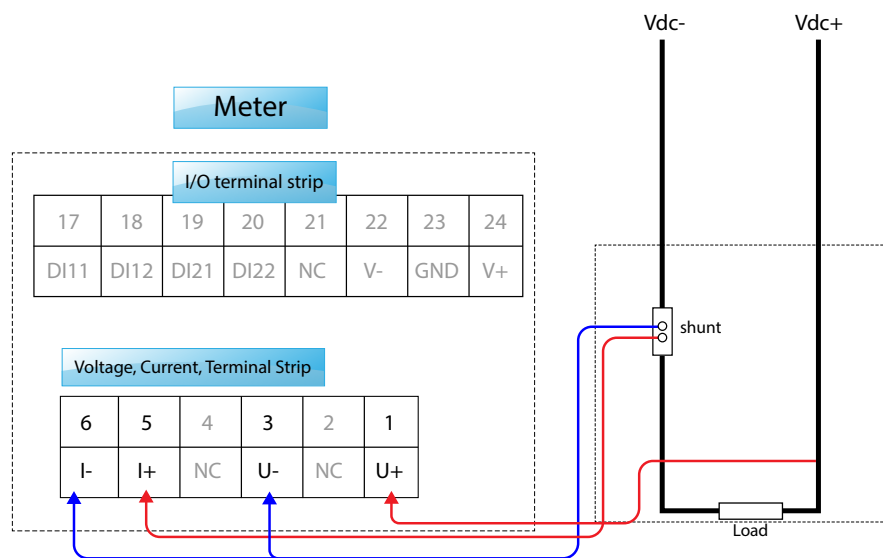 Vdc- Vdc+
Meter
I/O terminal strip
17 18 19 20 21 22 23 24
DI11 DI12 DI21 DI22 NC V- GND V+
shunt
Voltage, Current, Terminal Strip
6 5 4 3 2 1
I- I+ NC U- NC U+
Load